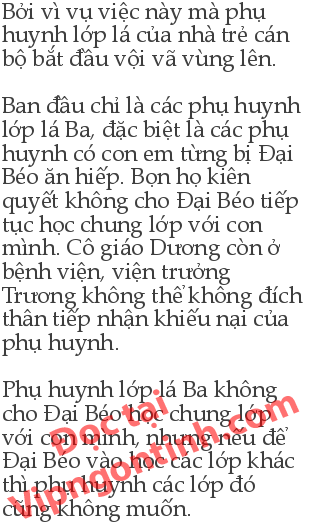 Bởi vì vụ việc này mà phụ
huynh lớp lá của nhà trẻ cán
bộ bắt đầu vội vã vùng lên.
Ban đầu chỉ là các phụ huynh
lớp lá Ba, đặc biệt là các phụ
huynh có con em từng bị Đại
Béo ăn hiếp. Bọn họ kiên
quyết không cho Đại Béo tiếp
tục học chung lớp với con
mình. Cô giáo Dương còn ở
bệnh viện, viện trưởng
Trương không thể không đích
thân tiếp nhận khiếu nại của
phụ huynh.
Phụ huynh lớp lá Ba không
cho Đại Béo học chung lớp
với con mình, nhưng nếu để
Đại Béo vào học các lớp khác
thì phụ huynh các lớp đó
cũng không muốn.
Đọc tại
Vipngontinh.com